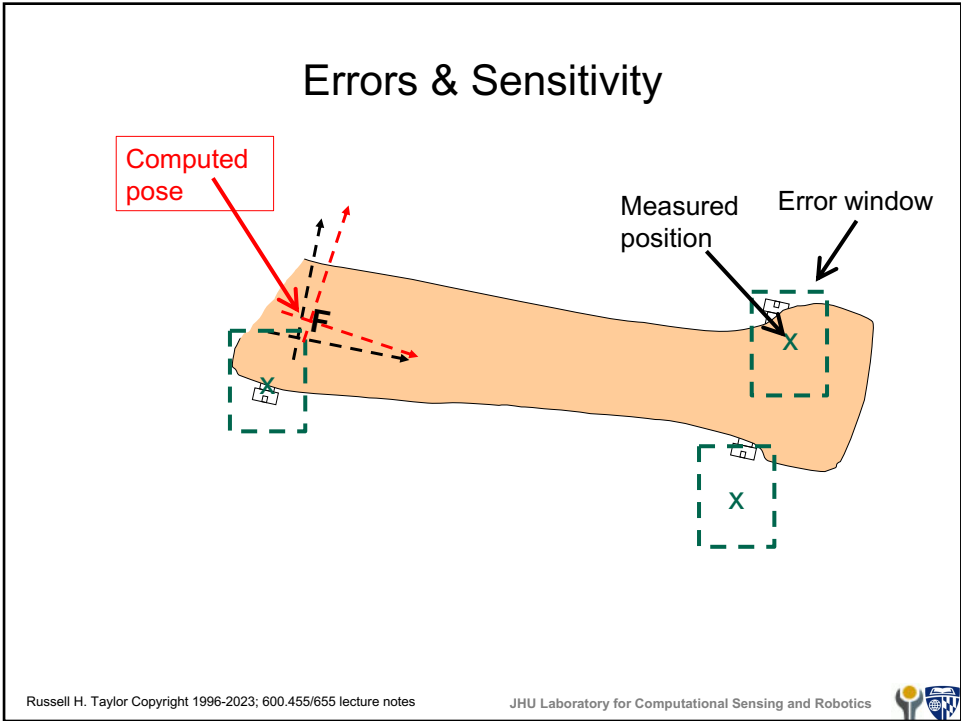 Errors & Sensitivity
Computed
pose
Measured
position
Error window
F
x
x
x
Russell H. Taylor Copyright 1996-2023; 600.455/655 lecture notes
JHU Laboratory for Computational Sensing and Robotics